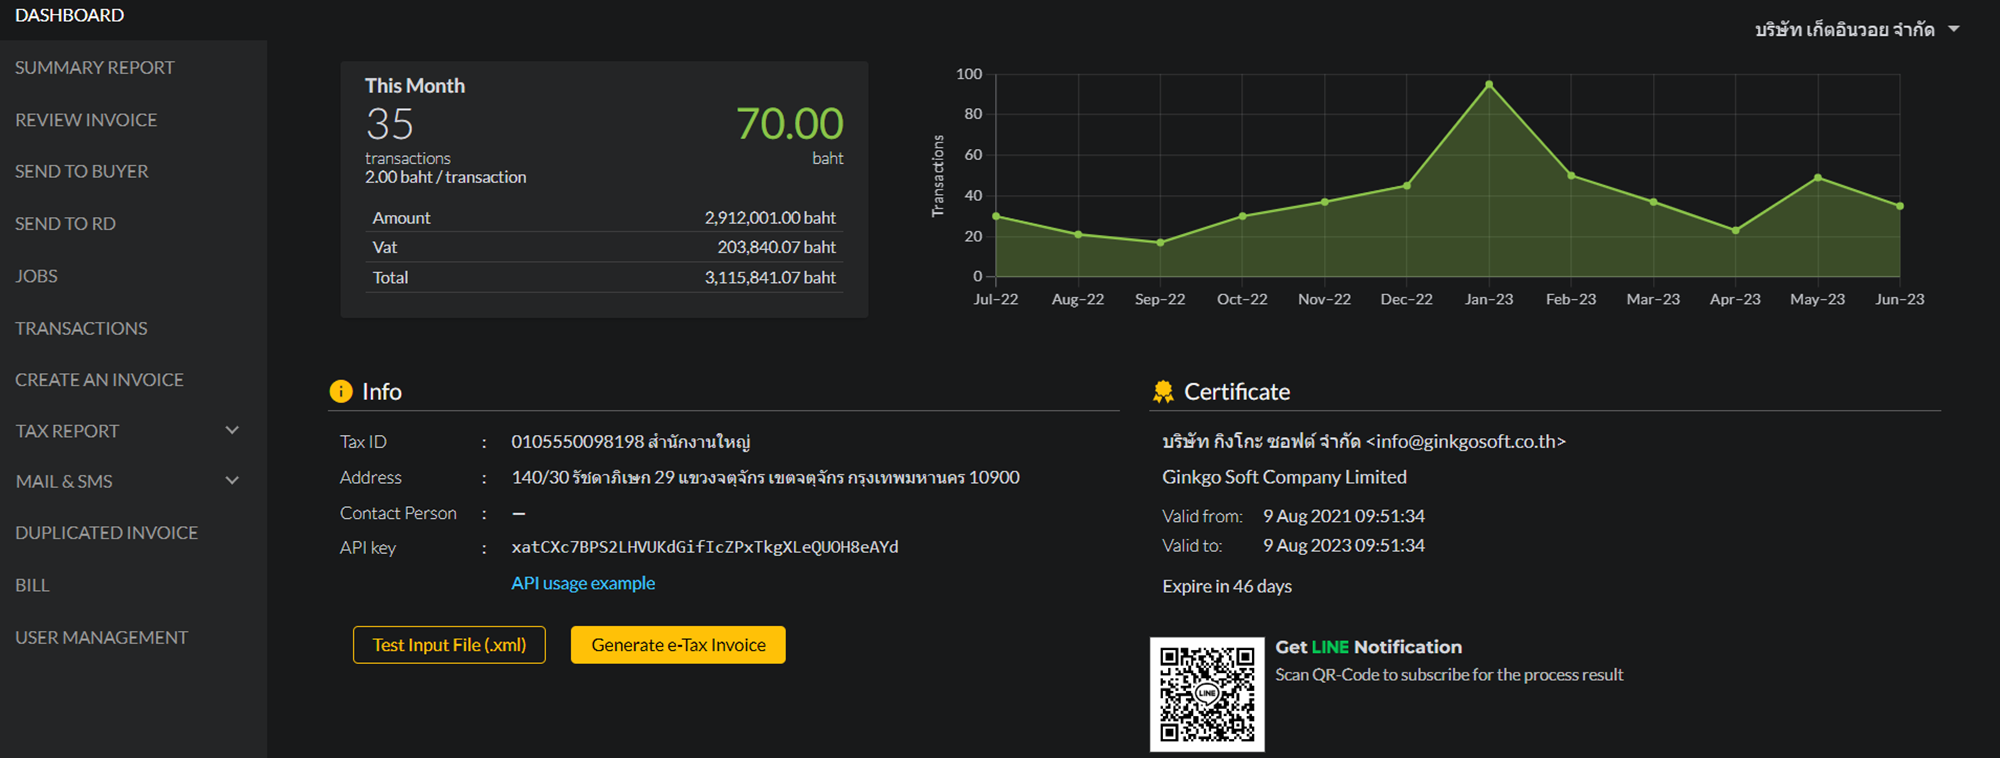 DASHBOARD
บริษัท เก็ตอินวอย จำกัด
SUMMARY REPORT
REVIEW INVOICE
SEND TO BUYER
SEND TO RD
JOBS
TRANSACTIONS
CREATE AN INVOICE
TAX REPORT
MAIL & SMS
DUPLICATED INVOICE
BILL
USER MANAGEMENT
This Month
35 70.00
transactions baht
2.00 baht / transaction
Amount 2,912,001.00 baht
Vat 203,840.07 baht
Total 3,115,841.07 baht
Transactions
100
80
60
40
20
0
Jul-22 Aug-22 Sep-22 Oct-22 Nov-22 Dec-22 Jan-23 Feb-23 Mar-23 Apr-23 May-23 Jun-23
Info
Tax ID : 0105550098198 สำนักงานใหญ่
Address : 140/30 รัชดาภิเษก 29 แขวงจตุจักร เขตจตุจักร กรุงเทพมหานคร 10900
Contact Person : —
API key : xatCXc7BPS2LHVUKdGifIcZPxTkgXLeQUOH8eAYd
API usage example
Test Input File (.xml) Generate e-Tax Invoice
Certificate
บริษัท กิงโกะ ซอฟต์ จำกัด <info@ginkgosoft.co.th>
Ginkgo Soft Company Limited
Valid from: 9 Aug 2021 09:51:34
Valid to: 9 Aug 2023 09:51:34
Expire in 46 days
LINE
Get LINE Notification
Scan QR-Code to subscribe for the process result